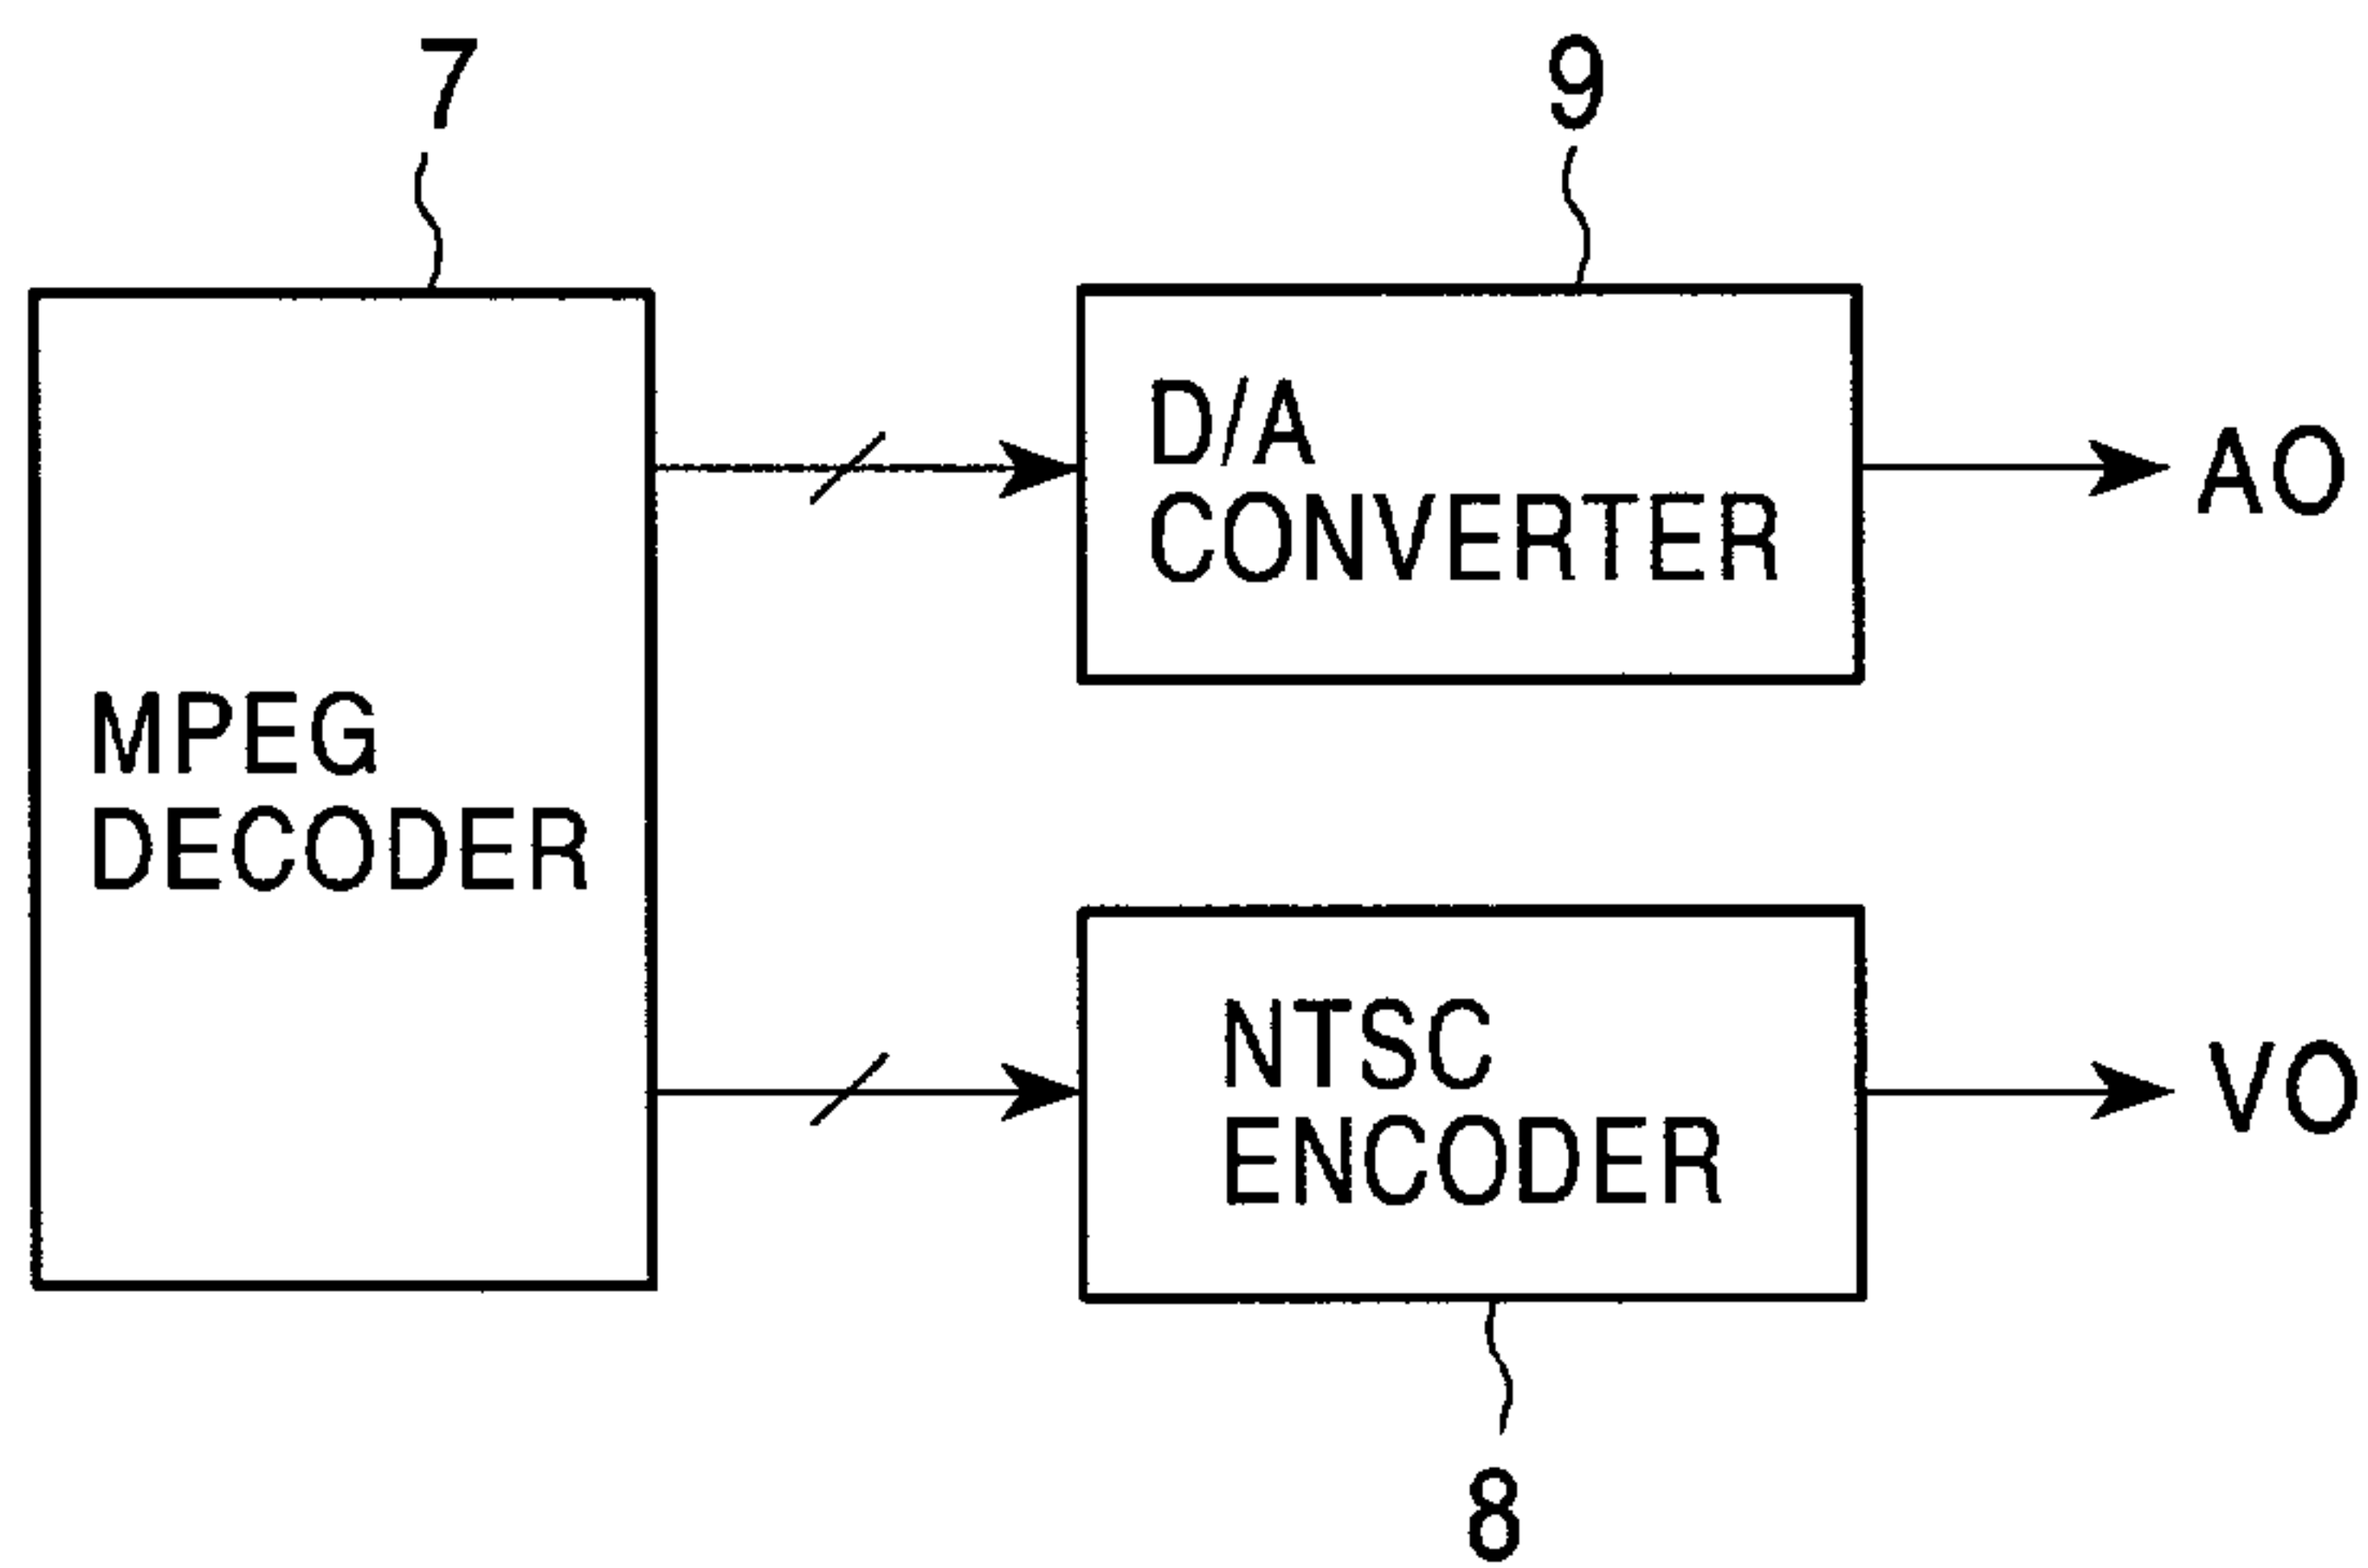 7
9
D/A
CONVERTER
AO
MPEG
DECODER
NTSC
ENCODER
VO
8